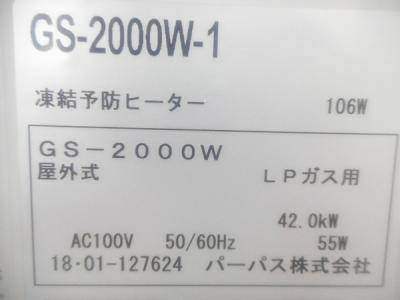 GS-2000W-1
凍結予防ヒーター 106W
GS－2000W
屋外式 LPガス用
42.0kW
AC100V 50/60Hz 55W
18-01-127624 パーパス株式会社